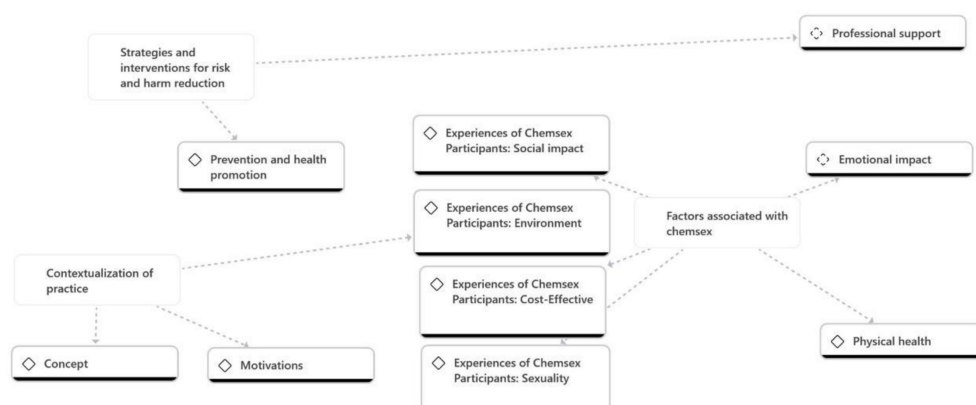 Professional support
Strategies and
interventions for risk
and harm reduction
Experiences of Chemsex
Participants: Social impact
Prevention and health
promotion
Emotional impact
Experiences of Chemsex
Participants: Environment
Factors associated with
chemsex
Contextualization of
practice
Experiences of Chemsex
Participants: Cost-Effective
Physical health
Concept
Motivations
Experiences of Chemsex
Participants: Sexuality